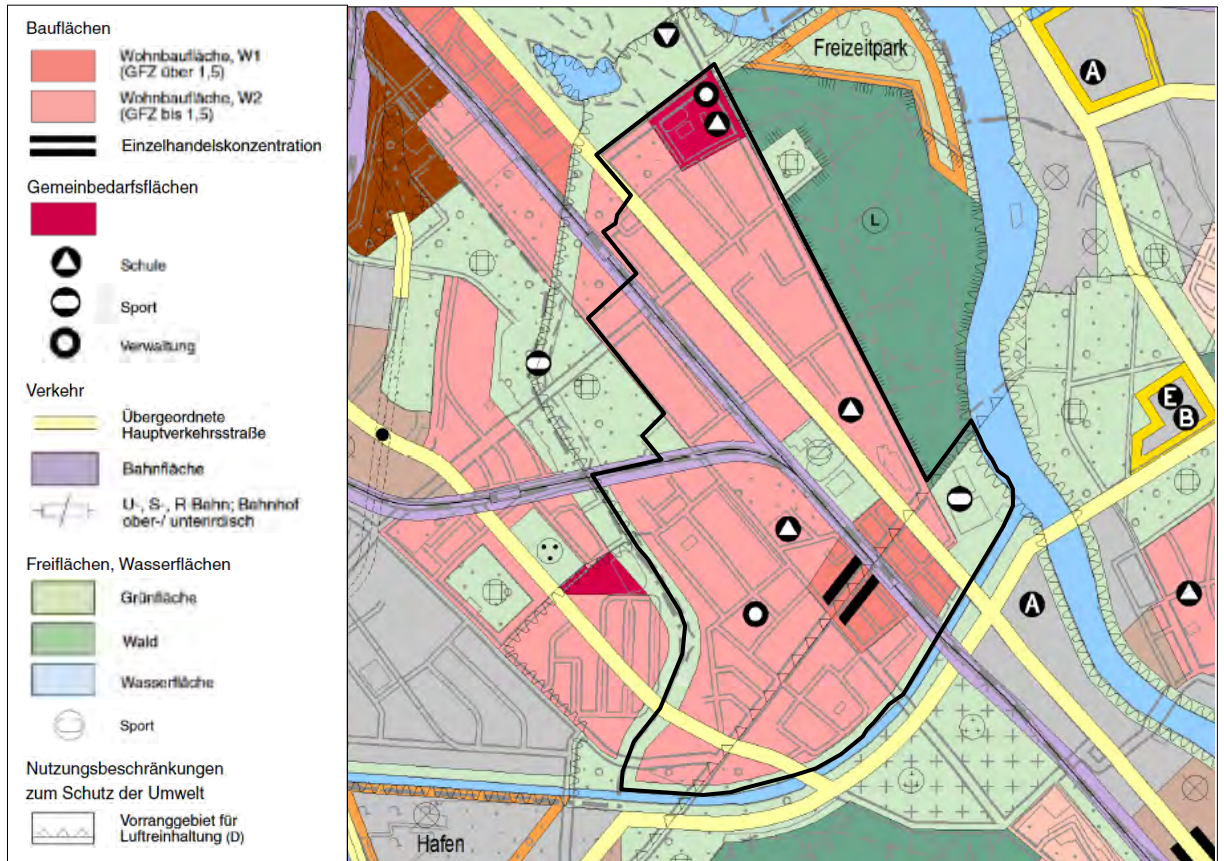 Bauflächen
Wohnbaufläche, W1
(GFZ über 1,5)
Wohnbaufläche, W2
(GFZ bis 1,5)
Einzelhandelskonzentration
Gemeinbedarfsflächen
Schule
Sport
Verwaltung
Verkehr
Übergeordnete
Hauptverkehrsstraße
Bahnfläche
U-, S-, R-Bahn; Bahnhof
ober-/ unterirdisch
Freiflächen, Wasserflächen
Grünfläche
Wald
Wasserfläche
Sport
Nutzungsbeschränkungen
zum Schutz der Umwelt
Vorranggebiet für
Luftreinhaltung (D)
Freizeitpark
A
L
E
B
A
Hafen